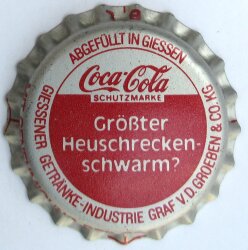 ABGEFÜLLT IN GIESSEN
Coca-Cola
SCHUTZMARKE
Größter
Heuschrecken-
schwarm?
GIESSENER GETRÄNKE-INDUSTRIE GRAF V.D. GROEBEN & CO. KG